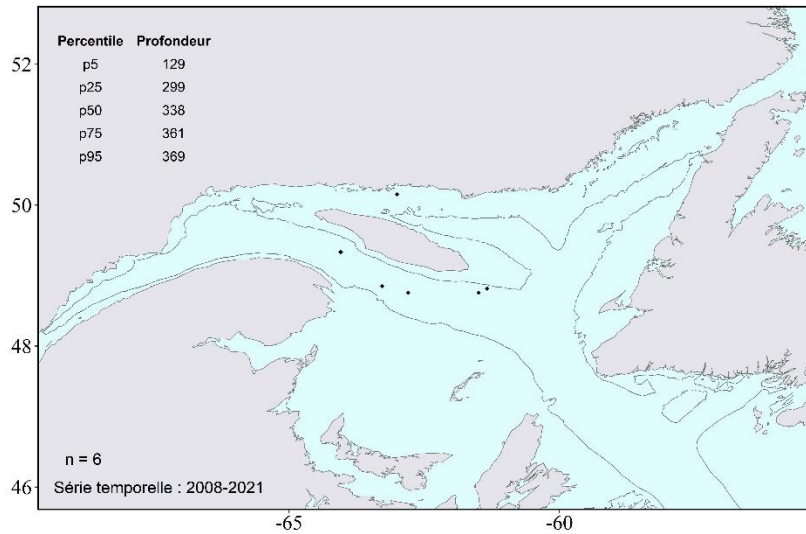 Percentile Profondeur
p5 129
p25 299
p50 338
p75 361
p95 369
52
50
48
46
n = 6
Série temporelle : 2008-2021
-65 -60